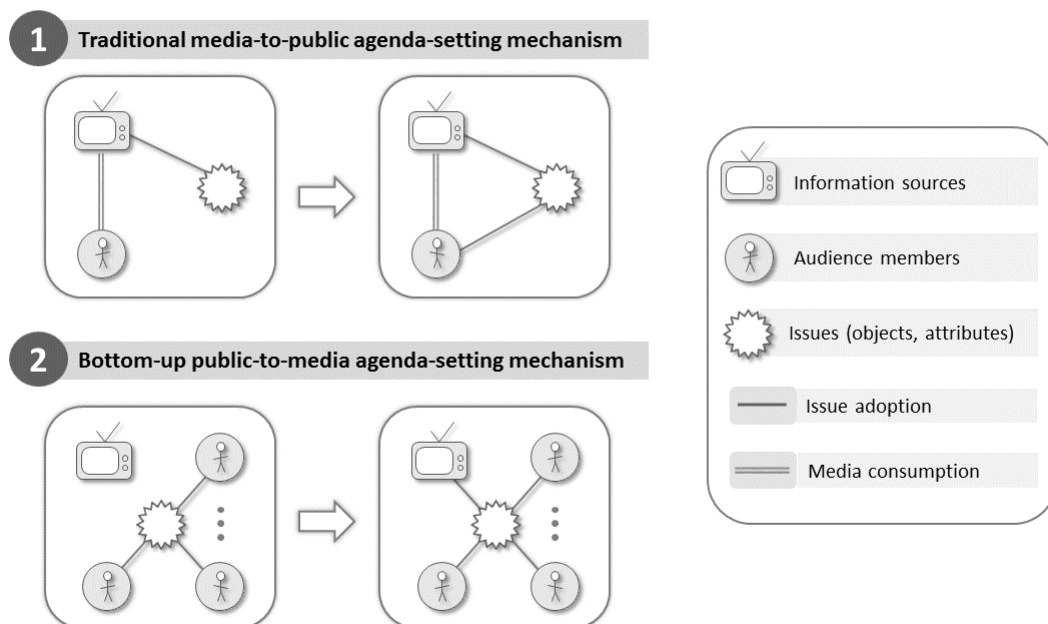 1 Traditional media-to-public agenda-setting mechanism
Information sources
Audience members
Issues (objects, attributes)
Issue adoption
Media consumption
2 Bottom-up public-to-media agenda-setting mechanism